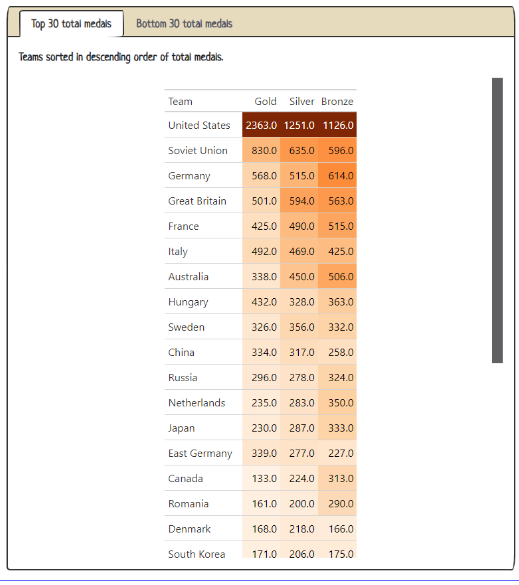 Top 30 total medals Bottom 30 total medals
Teams sorted in descending order of total medals.
Team Gold Silver Bronze
United States 2363.0 1251.0 1126.0
Soviet Union 830.0 635.0 596.0
Germany 568.0 515.0 614.0
Great Britain 501.0 594.0 563.0
France 425.0 490.0 515.0
Italy 492.0 469.0 425.0
Australia 338.0 450.0 506.0
Hungary 432.0 328.0 363.0
Sweden 326.0 356.0 332.0
China 334.0 317.0 258.0
Russia 296.0 278.0 324.0
Netherlands 235.0 283.0 350.0
Japan 230.0 287.0 333.0
East Germany 339.0 277.0 227.0
Canada 133.0 224.0 313.0
Romania 161.0 200.0 290.0
Denmark 168.0 218.0 166.0
South Korea 171.0 206.0 175.0